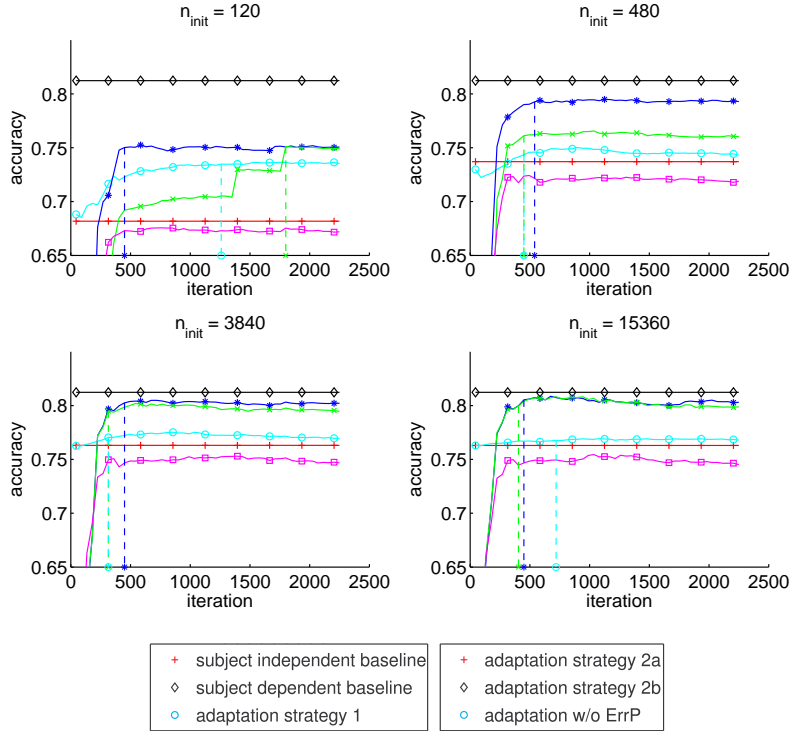 n_init = 120
0.8
0.75
0.7
0.65
accuracy
0 500 1000 1500 2000 2500
iteration
n_init = 480
0.8
0.75
0.7
0.65
accuracy
0 500 1000 1500 2000 2500
iteration
n_init = 3840
0.8
0.75
0.7
0.65
accuracy
0 500 1000 1500 2000 2500
iteration
n_init = 15360
0.8
0.75
0.7
0.65
accuracy
0 500 1000 1500 2000 2500
iteration
subject independent baseline
subject dependent baseline
adaptation strategy 1
adaptation strategy 2a
adaptation strategy 2b
adaptation w/o ErrP